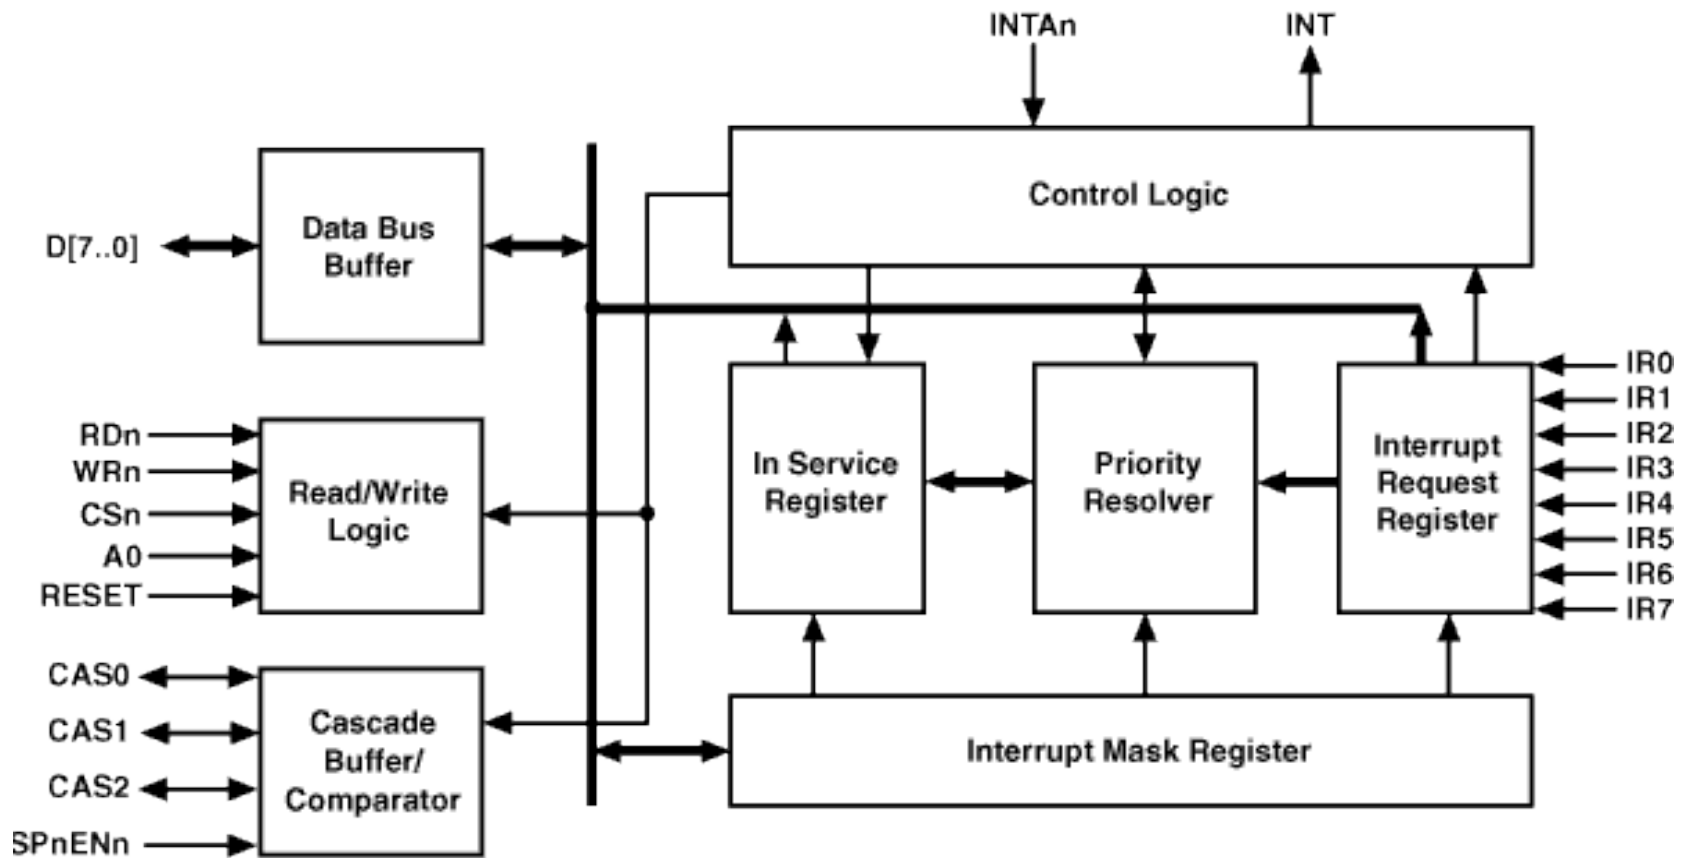 INTAn
INT
Control Logic
Data Bus
Buffer
D[7..0]
RDn
WRn
CSn
A0
RESET
Read/Write
Logic
CAS0
CAS1
CAS2
SPnENn
Cascade
Buffer/
Comparator
In Service
Register
Priority
Resolver
Interrupt
Request
Register
IR0
IR1
IR2
IR3
IR4
IR5
IR6
IR7
Interrupt Mask Register